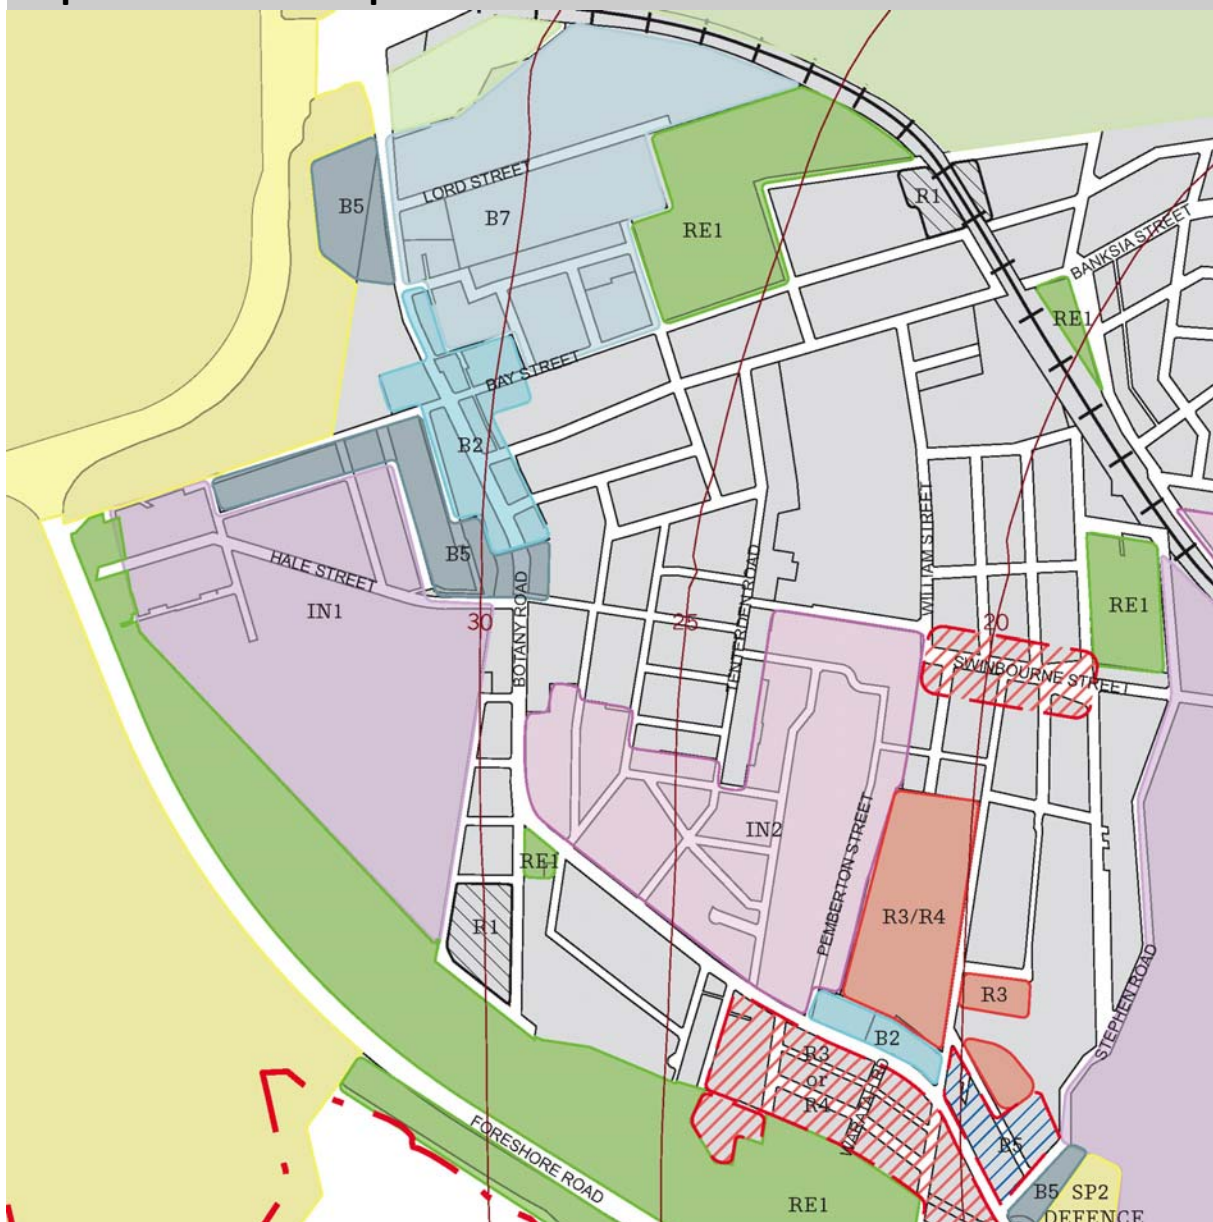 R1
B5
LORD STREET
B7
RE1
BANKSIA STREET
RE1
BAY STREET
B2
B5
HALE STREET
IN1
30
25
20
BOTANY ROAD
TENTERDEN ROAD
WILLIAM STREET
RE1
SWINBOURNE STREET
IN2
RE1
PEMBERTON STREET
R3/R4
R1
R3
STEPHEN ROAD
B2
R3
or
R4
B5
FORESHORE ROAD
RE1
B5
SP2
DEFENCE